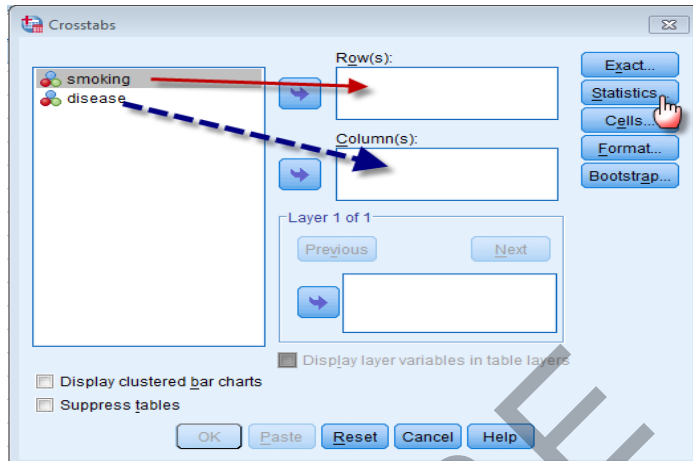 Crosstabs
smoking
disease
Row(s):
Column(s):
Layer 1 of 1
Previous
Next
Display layer variables in table layers
Exact...
Statistics...
Cells...
Format...
Bootstrap...
Display clustered bar charts
Suppress tables
OK
Paste
Reset
Cancel
Help